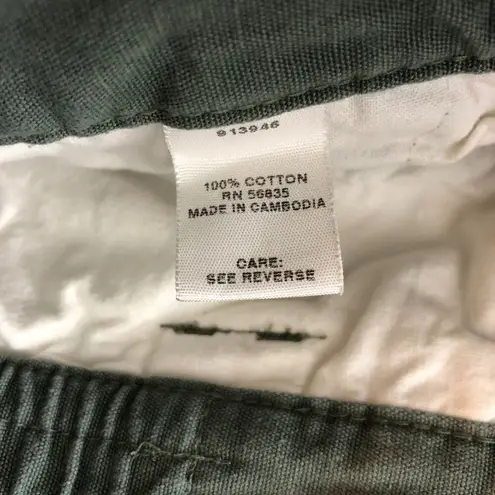 913946
100% COTTON
RN 56835
MADE IN CAMBODIA
CARE:
SEE REVERSE